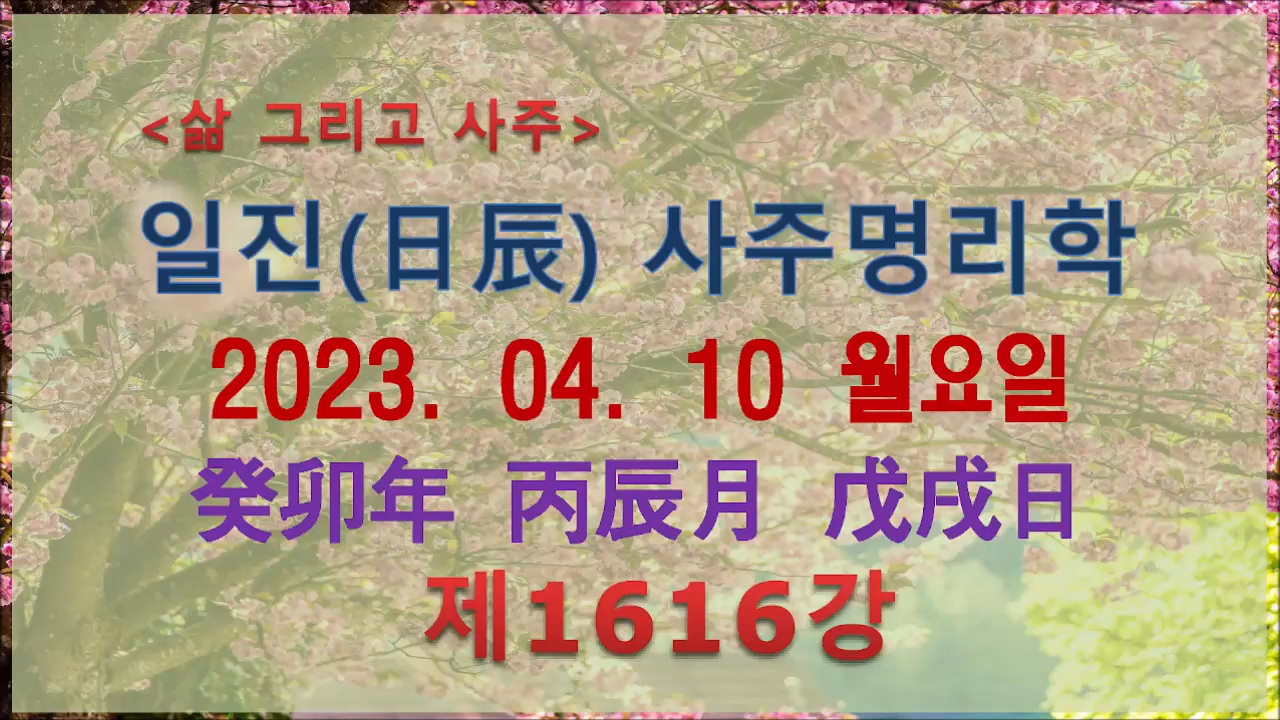 <삶 그리고 사주>
일진(日辰) 사주명리학
2023. 04. 10 월요일
癸卯年 丙辰月 戊戌日
제1616강